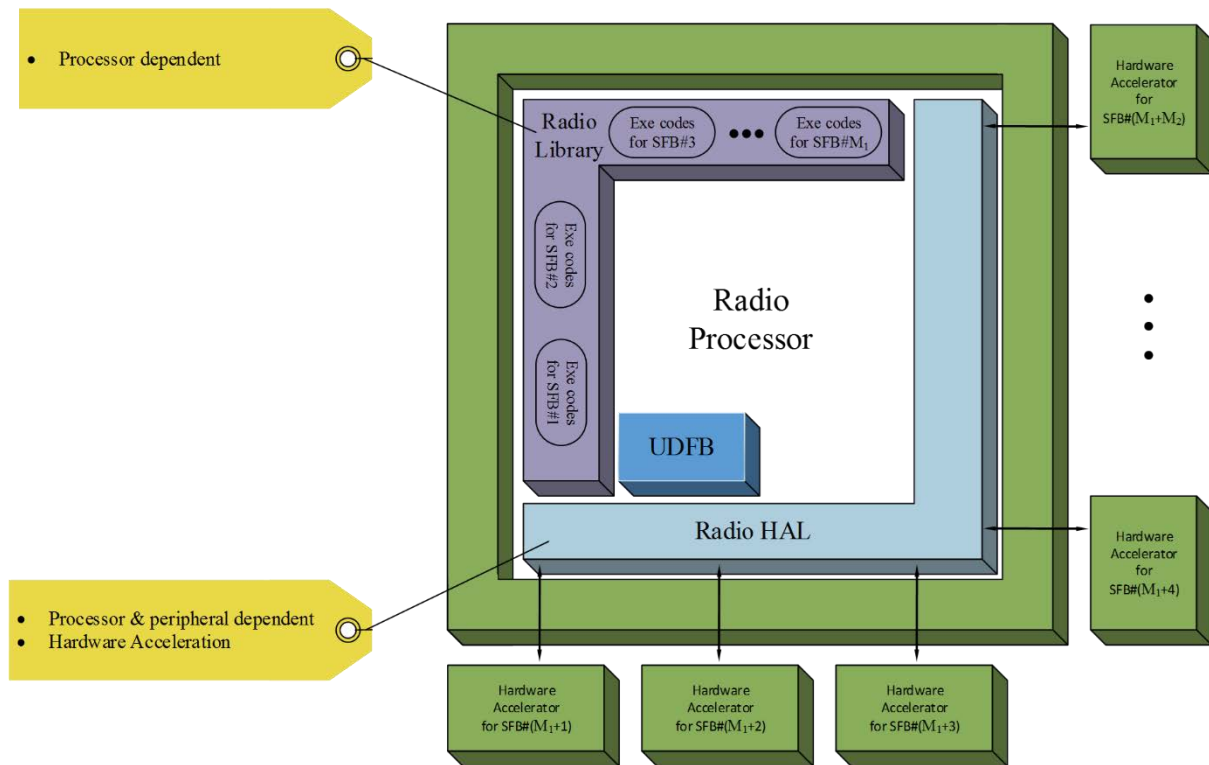 • Processor dependent
Radio
Library
Exe codes
for SFB#3
•••
Exe codes
for SFB#M₁
Exe codes
for SFB#2
Exe codes
for SFB#1
Radio
Processor
UDFB
Radio HAL
• Processor & peripheral dependent
• Hardware Acceleration
Hardware
Accelerator
for
SFB#(M₁+M₂)
Hardware
Accelerator
for
SFB#(M₁+4)
Hardware
Accelerator
for SFB#(M₁+1)
Hardware
Accelerator
for SFB#(M₁+2)
Hardware
Accelerator
for SFB#(M₁+3)